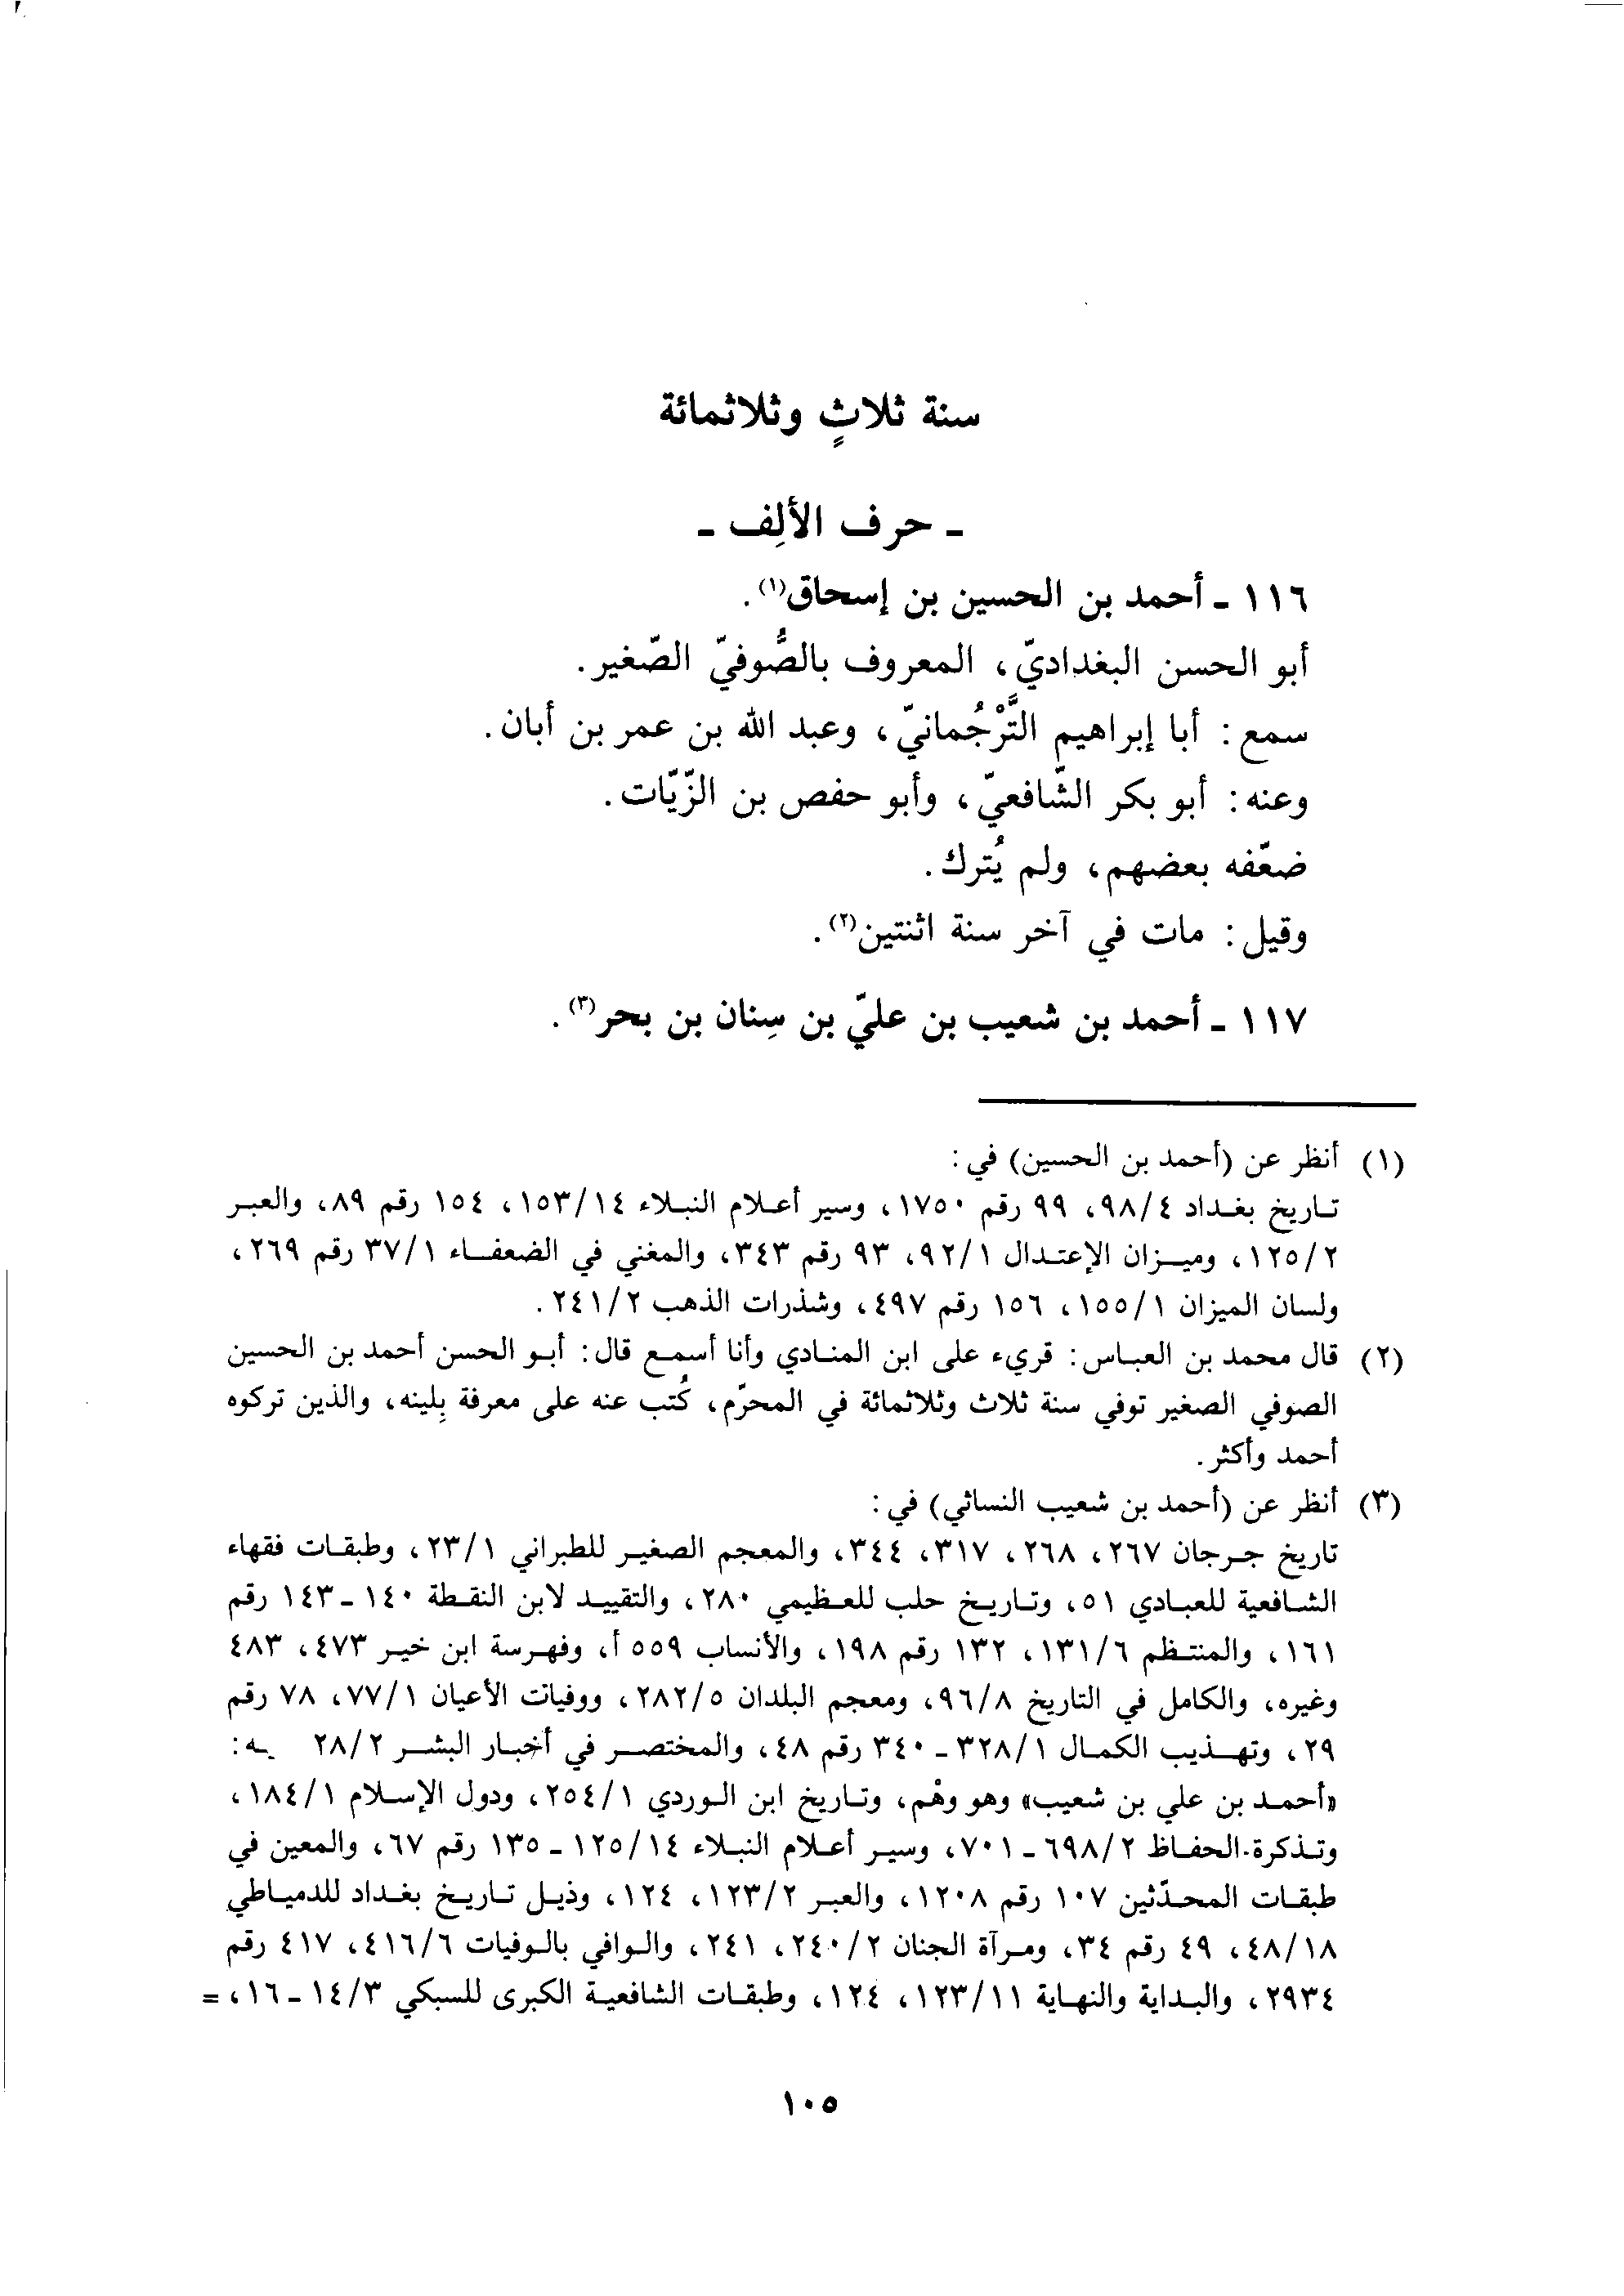 سنة ثلاثٍ وثلاثمائة
ـ حرف الألِف ـ
١١٦ ـ أحمد بن الحسين بن إسحاق(١).
أبو الحسن البغداديّ، المعروف بالصُّوفيّ الصّغير.
سمع: أبا إبراهيم التَّرْجُمانيّ، وعبد الله بن عمر بن أبان.
وعنه: أبو بكر الشّافعيّ، وأبو حفص بن الزّيّات.
ضعّفه بعضهم، ولم يُترك.
وقيل: مات في آخر سنة اثنتين(٢).
١١٧ ـ أحمد بن شعيب بن عليّ بن سِنان بن بحر(٣).
(١) أنظر عن (أحمد بن الحسين) في:
تاريخ بغداد ٩٨/٤، ٩٩ رقم ١٧٥٠، وسير أعلام النبلاء ١٥٣/١٤، ١٥٤ رقم ٨٩، والعبر
١٢٥/٢، وميزان الإعتدال ٩٢/١، ٩٣ رقم ٣٤٣، والمغني في الضعفاء ٣٧/١ رقم ٢٦٩،
ولسان الميزان ١٥٥/١، ١٥٦ رقم ٤٩٧، وشذرات الذهب ٢٤١/٢.
(٢) قال محمد بن العباس: قريء على ابن المنادي وأنا أسمع قال: أبو الحسن أحمد بن الحسين
الصوفي الصغير توفي سنة ثلاث وثلاثمائة في المحرّم، كُتب عنه على معرفة بِلينه، والذين تركوه
أحمد وأكثر.
(٣) أنظر عن (أحمد بن شعيب النسائي) في:
تاريخ جرجان ٢٦٧، ٢٦٨، ٣١٧، ٣٤٤، والمعجم الصغير للطبراني ٢٣/١، وطبقات فقهاء
الشافعية للعبادي ٥١، وتاريخ حلب للعظيمي ٢٨٠، والتقييد لابن النقطة ١٤٠ ـ ١٤٣ رقم
١٦١، والمنتظم ١٣١/٦، ١٣٢ رقم ١٩٨، والأنساب ٥٥٩ أ، وفهرسة ابن خير ٤٧٣، ٤٨٣
وغيره، والكامل في التاريخ ٩٦/٨، ومعجم البلدان ٢٨٢/٥، ووفيات الأعيان ٧٧/١، ٧٨ رقم
٢٩، وتهذيب الكمال ٣٢٨/١ ـ ٣٤٠ رقم ٤٨، والمختصر في أخبار البشر ٢٨/٢
«أحمد بن علي بن شعيب» وهو وهْم، وتاريخ ابن الوردي ٢٥٤/١، ودول الإسلام ١٨٤/١،
وتذكرة الحفاظ ٦٩٨/٢ ـ ٧٠١، وسير أعلام النبلاء ١٢٥/١٤ ـ ١٣٥ رقم ٦٧، والمعين في
طبقات المحدّثين ١٠٧ رقم ١٢٠٨، والعبر ١٢٣/٢، ١٢٤، وذيل تاريخ بغداد للدمياطي
٤٨/١٨، ٤٩ رقم ٣٤، ومرآة الجنان ٢٤٠/٢، ٢٤١، والوافي بالوفيات ٤١٦/٦، ٤١٧ رقم
٢٩٣٤، والبداية والنهاية ١٢٣/١١، ١٢٤، وطبقات الشافعية الكبرى للسبكي ١٤/٣ ـ ١٦، =
١٠٥